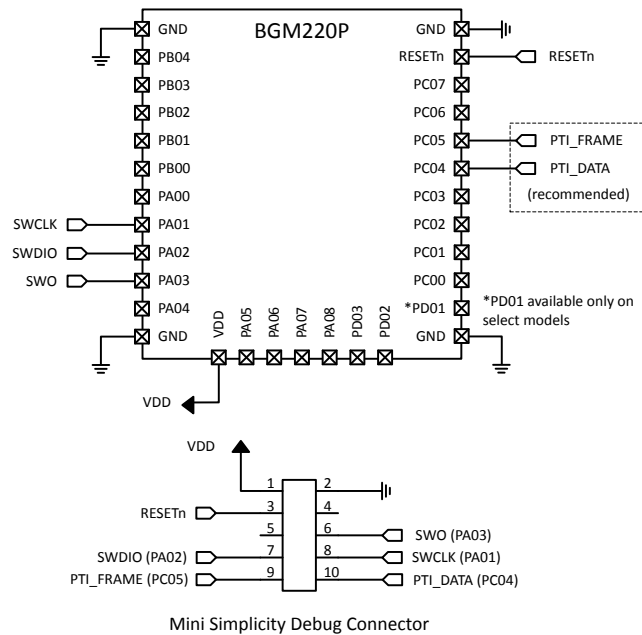 BGM220P
GND
PB04
PB03
PB02
PB01
PB00
PA00
SWCLK PA01
SWDIO PA02
SWO PA03
PA04
GND
VDD
PA05
PA06
PA07
PA08
PD03
PD02
GND
RESETn RESETn
PC07
PC06
PC05 PTI_FRAME
PC04 PTI_DATA
(recommended)
PC03
PC02
PC01
PC00
*PD01
GND
*PD01 available only on
select models
VDD
VDD
1 2
RESETn 3 4
5 6 SWO (PA03)
SWDIO (PA02) 7 8 SWCLK (PA01)
PTI_FRAME (PC05) 9 10 PTI_DATA (PC04)
Mini Simplicity Debug Connector